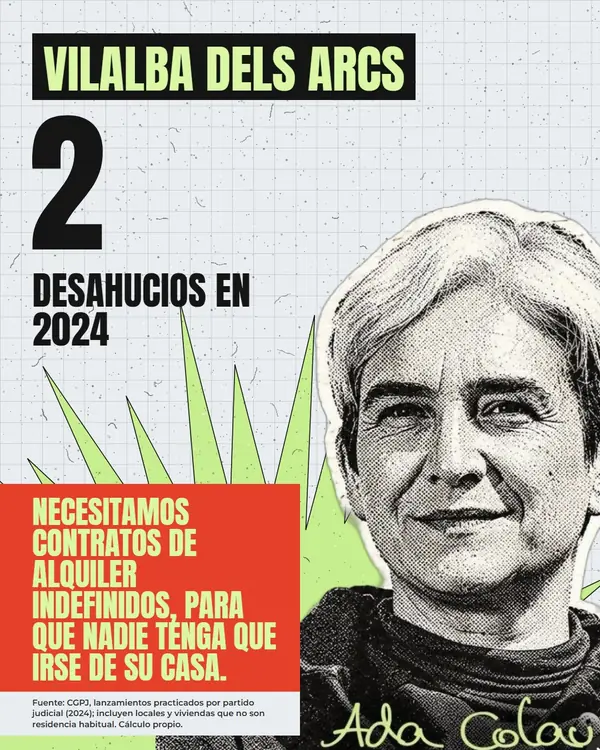 VILALBA DELS ARCS
2
DESAHUCIOS EN
2024
NECESITAMOS
CONTRATOS DE
ALQUILER
INDEFINIDOS, PARA
QUE NADIE TENGA QUE
IRSE DE SU CASA.
Fuente: CGPJ, lanzamientos practicados por partido
judicial (2024); incluyen locales y viviendas que no son
residencia habitual. Cálculo propio.
Ada Colau